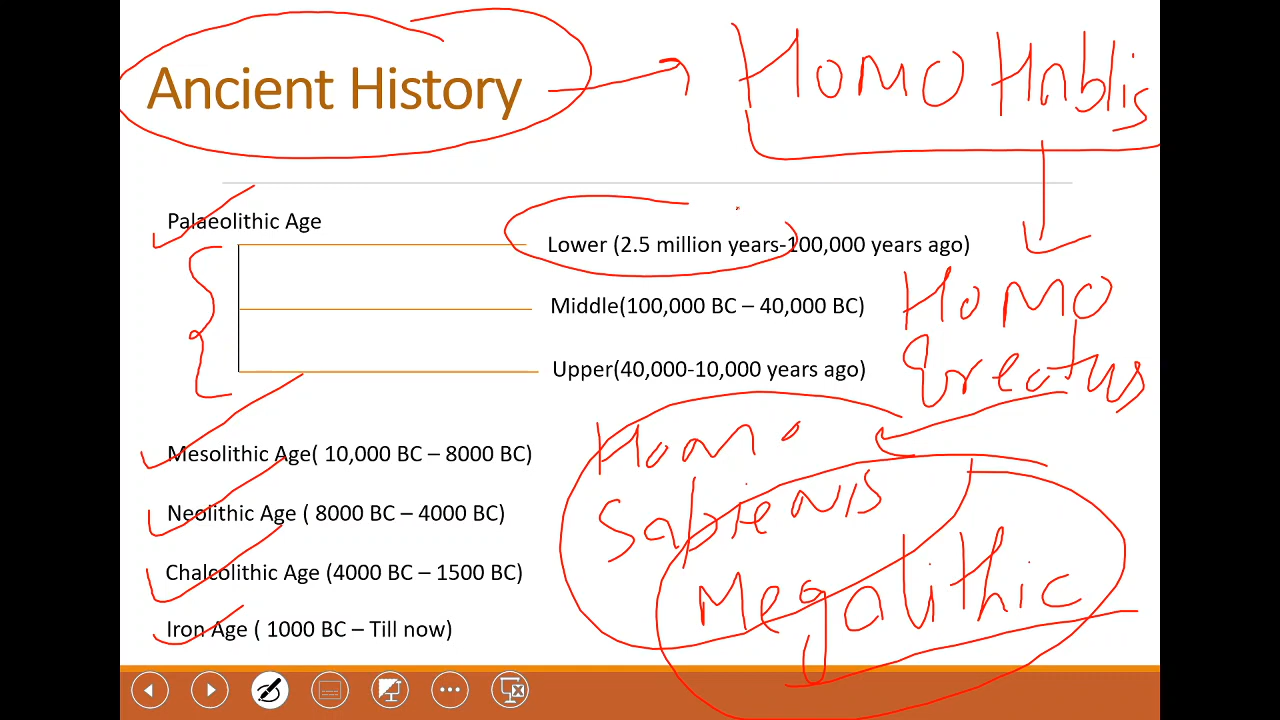 Ancient History
Homo Hablis
Palaeolithic Age
Lower (2.5 million years-100,000 years ago)
Middle(100,000 BC – 40,000 BC)
Upper(40,000-10,000 years ago)
Homo
Erectus
Mesolithic Age( 10,000 BC – 8000 BC)
Neolithic Age ( 8000 BC – 4000 BC)
Chalcolithic Age (4000 BC – 1500 BC)
Iron Age ( 1000 BC – Till now)
Homo
Sapienis
Megalithic